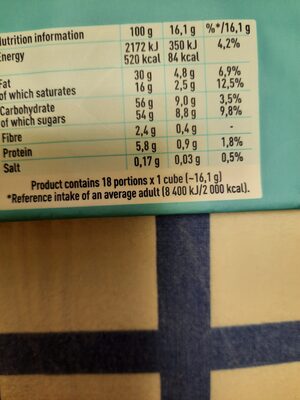 Nutrition information 100 g 16,1 g %*/16,1 g
Energy 2172 kJ 350 kJ 4,2%
520 kcal 84 kcal
Fat 30 g 4,8 g 6,9%
of which saturates 16 g 2,5 g 12,5%
Carbohydrate 56 g 9,0 g 3,5%
of which sugars 54 g 8,8 g 9,8%
Fibre 2,4 g 0,4 g -
Protein 5,8 g 0,9 g 1,8%
Salt 0,17 g 0,03 g 0,5%
Product contains 18 portions x 1 cube (~16,1 g)
*Reference intake of an average adult (8 400 kJ/2 000 kcal).